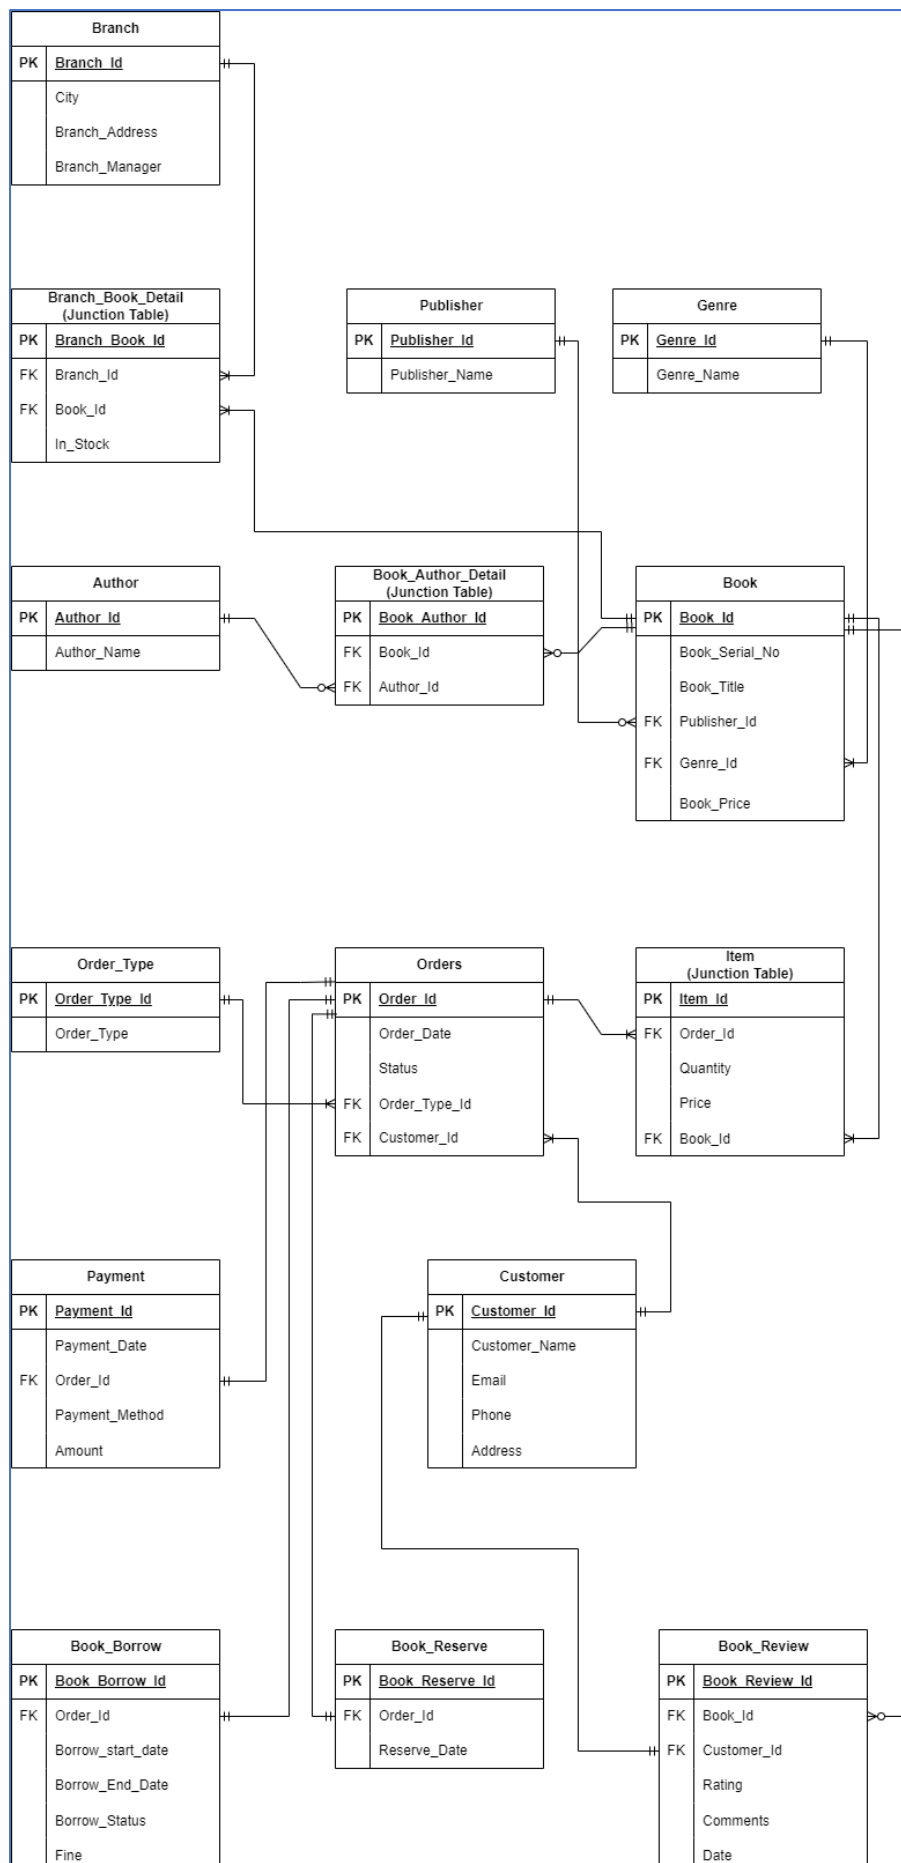 Branch
PK Branch_Id
City
Branch_Address
Branch_Manager
Branch_Book_Detail
(Junction Table)
PK Branch_Book_Id
FK Branch_Id
FK Book_Id
In_Stock
Publisher
PK Publisher_Id
Publisher_Name
Genre
PK Genre_Id
Genre_Name
Author
PK Author_Id
Author_Name
Book_Author_Detail
(Junction Table)
PK Book_Author_Id
FK Book_Id
FK Author_Id
Book
PK Book_Id
Book_Serial_No
Book_Title
FK Publisher_Id
FK Genre_Id
Book_Price
Order_Type
PK Order_Type_Id
Order_Type
Orders
PK Order_Id
Order_Date
Status
FK Order_Type_Id
FK Customer_Id
Item
(Junction Table)
PK Item_Id
FK Order_Id
Quantity
Price
FK Book_Id
Payment
PK Payment_Id
Payment_Date
FK Order_Id
Payment_Method
Amount
Customer
PK Customer_Id
Customer_Name
Email
Phone
Address
Book_Borrow
PK Book_Borrow_Id
FK Order_Id
Borrow_start_date
Borrow_End_Date
Borrow_Status
Fine
Book_Reserve
PK Book_Reserve_Id
FK Order_Id
Reserve_Date
Book_Review
PK Book_Review_Id
FK Book_Id
FK Customer_Id
Rating
Comments
Date